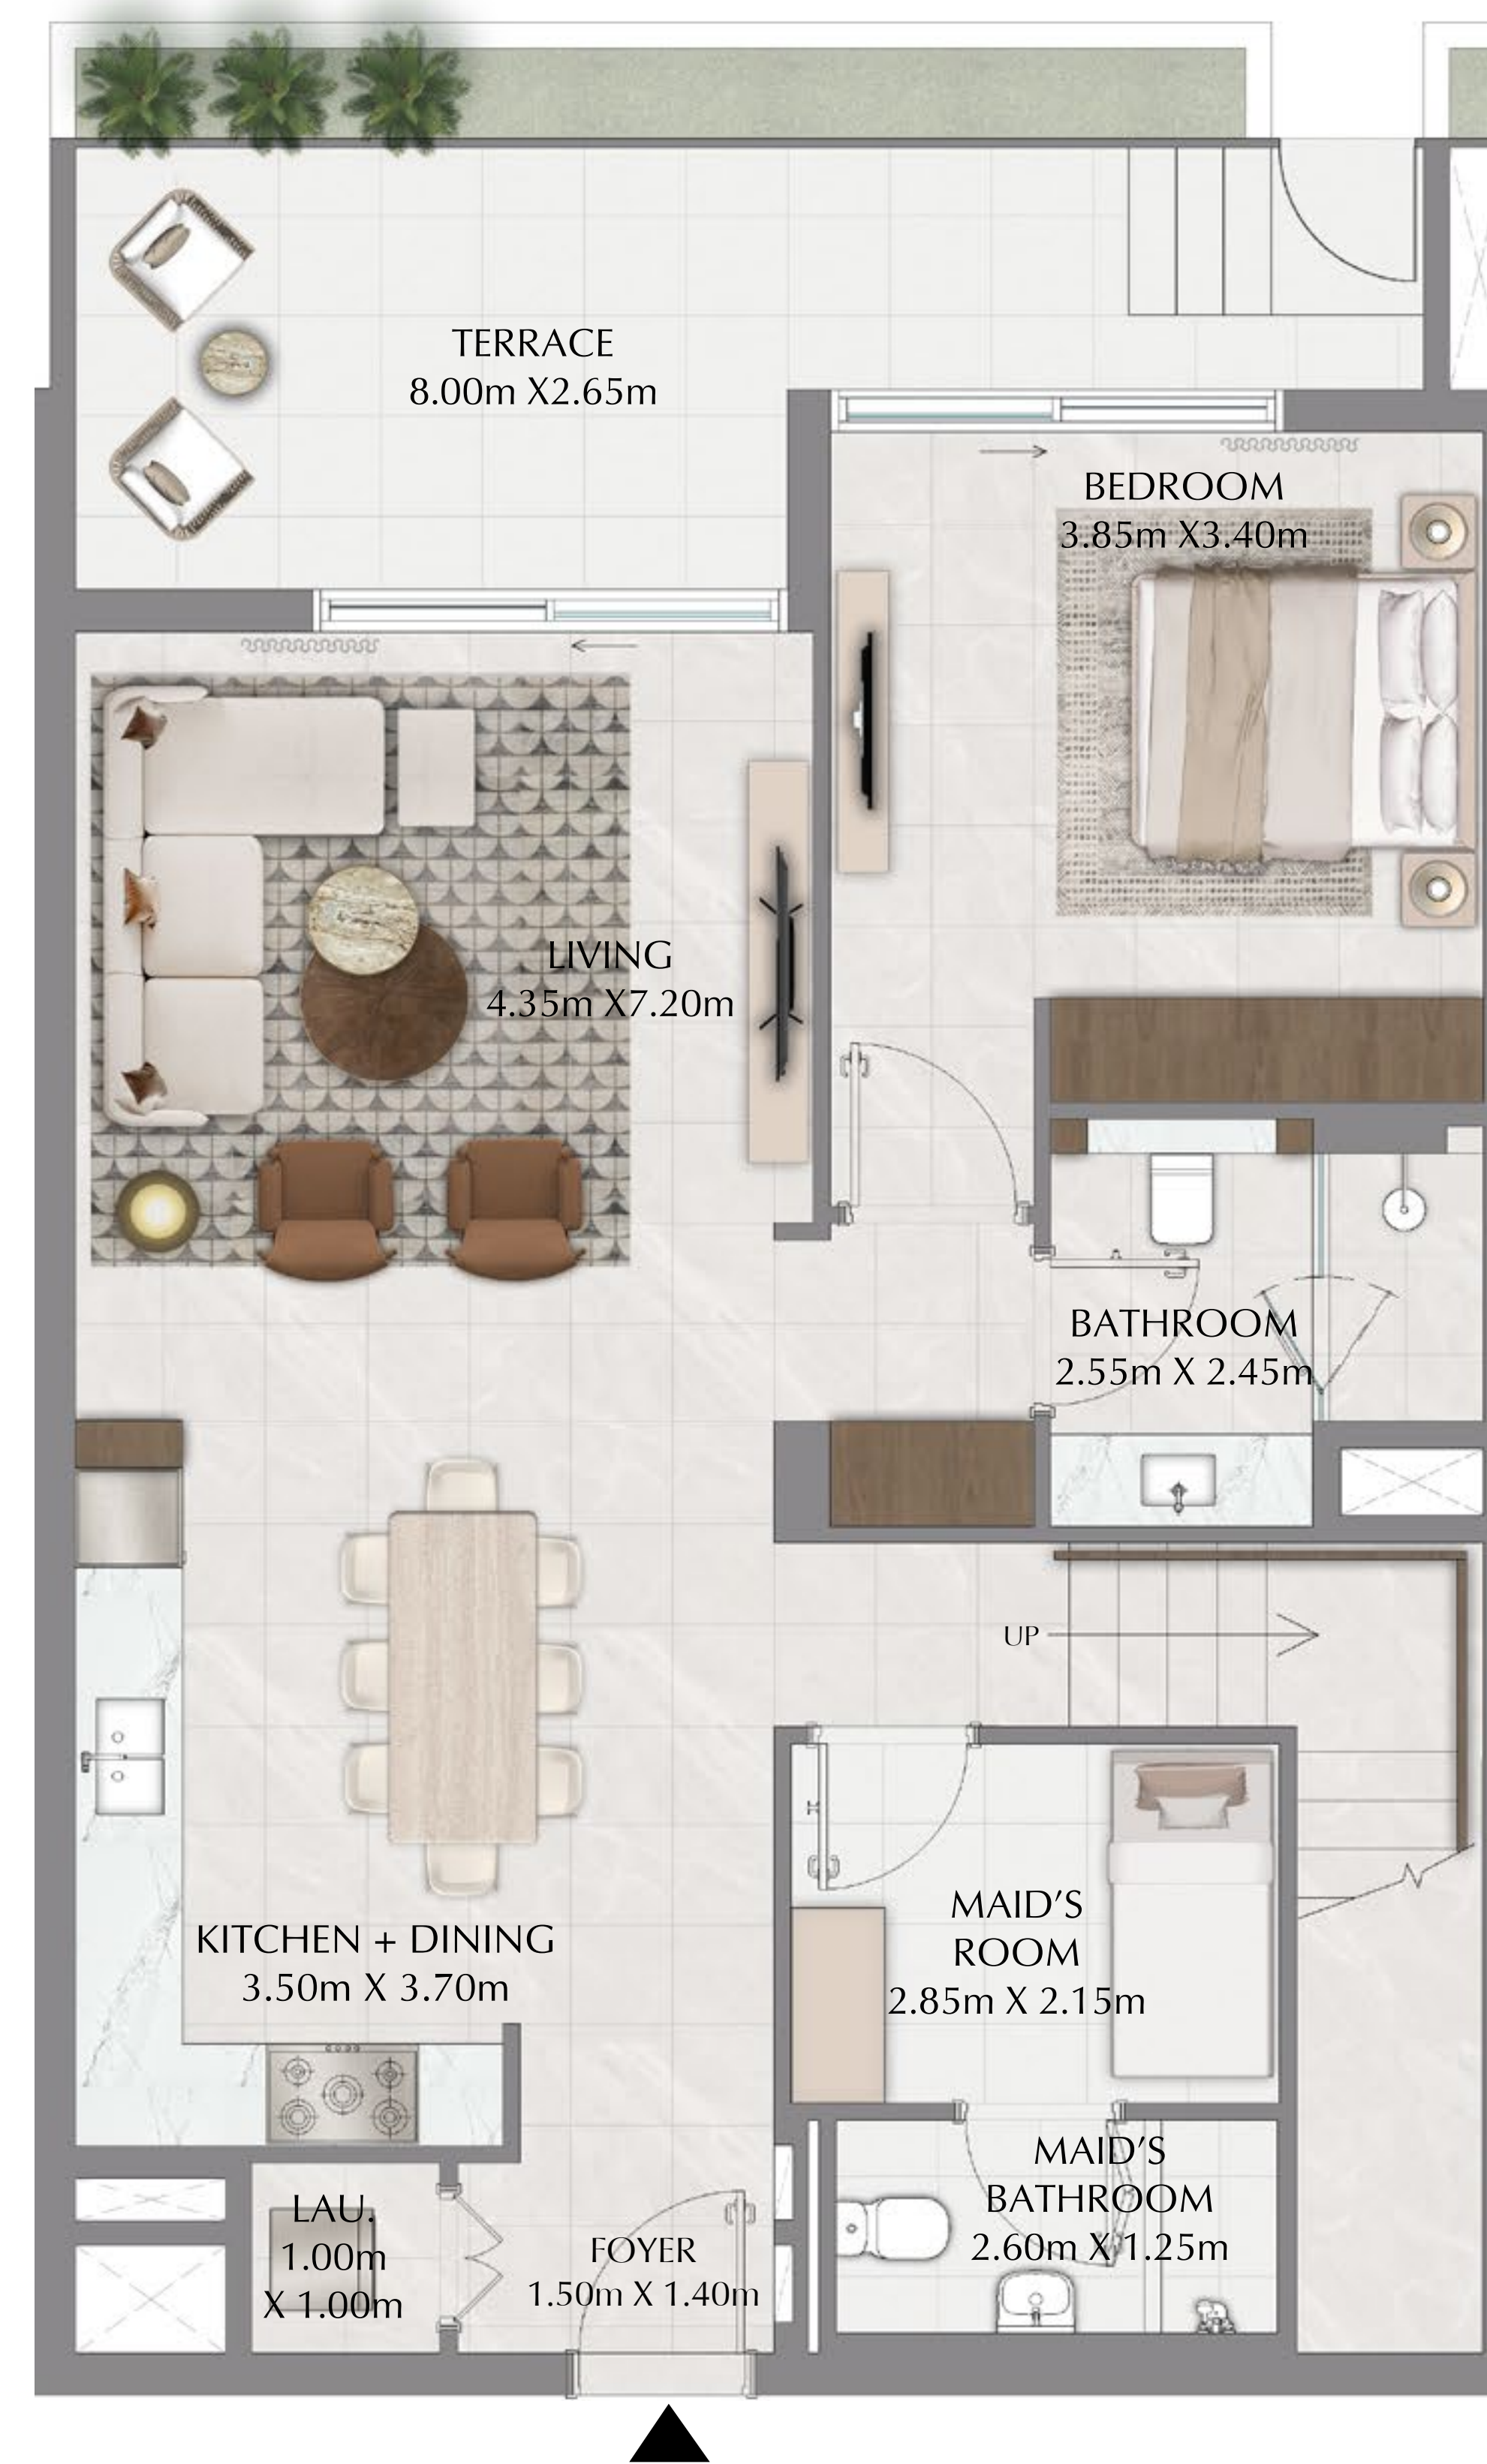 TERRACE
8.00m X2.65m
BEDROOM
3.85m X3.40m
LIVING
4.35m X7.20m
BATHROOM
2.55m X 2.45m
UP
MAID'S
ROOM
2.85m X 2.15m
KITCHEN + DINING
3.50m X 3.70m
MAID'S
BATHROOM
2.60m X 1.25m
LAU.
1.00m
X 1.00m
FOYER
1.50m X 1.40m